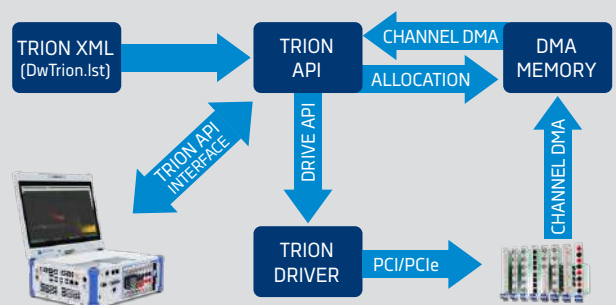 TRION XML
(DwTrion.lst)
TRION
API
CHANNEL DMA
ALLOCATION
DMA
MEMORY
TRION API
INTERFACE
DRIVE API
CHANNEL DMA
TRION
DRIVER
PCI/PCIe